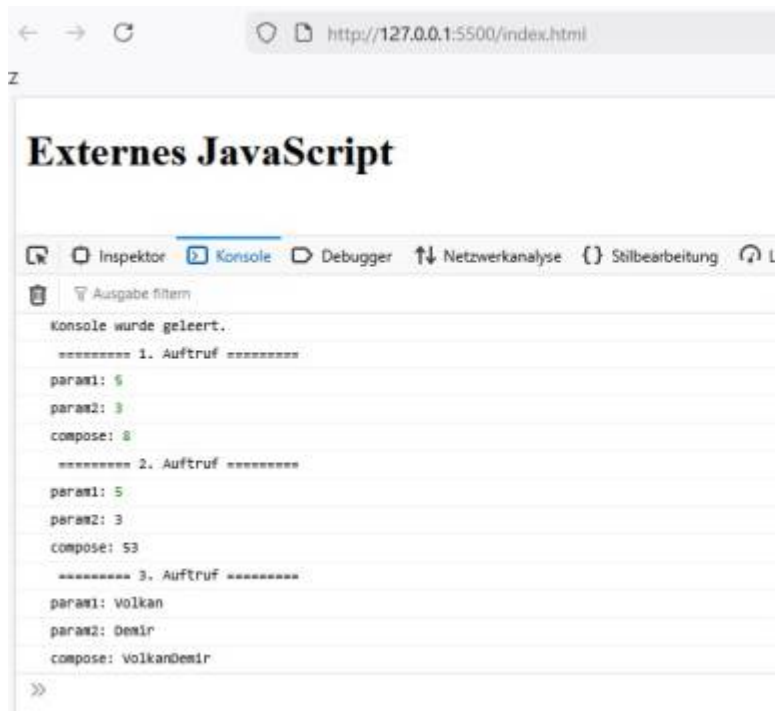 http://127.0.0.1:5500/index.html
Z
Externes JavaScript
Inspektor Konsole Debugger Netzwerkanalyse {} Stilbearbeitung L
Ausgabe filtern
Konsole wurde geleert.
========= 1. Auftruf =========
param1: 5
param2: 3
compose: 8
========= 2. Auftruf =========
param1: 5
param2: 3
compose: 53
========= 3. Auftruf =========
param1: Volkan
param2: Demir
compose: VolkanDemir